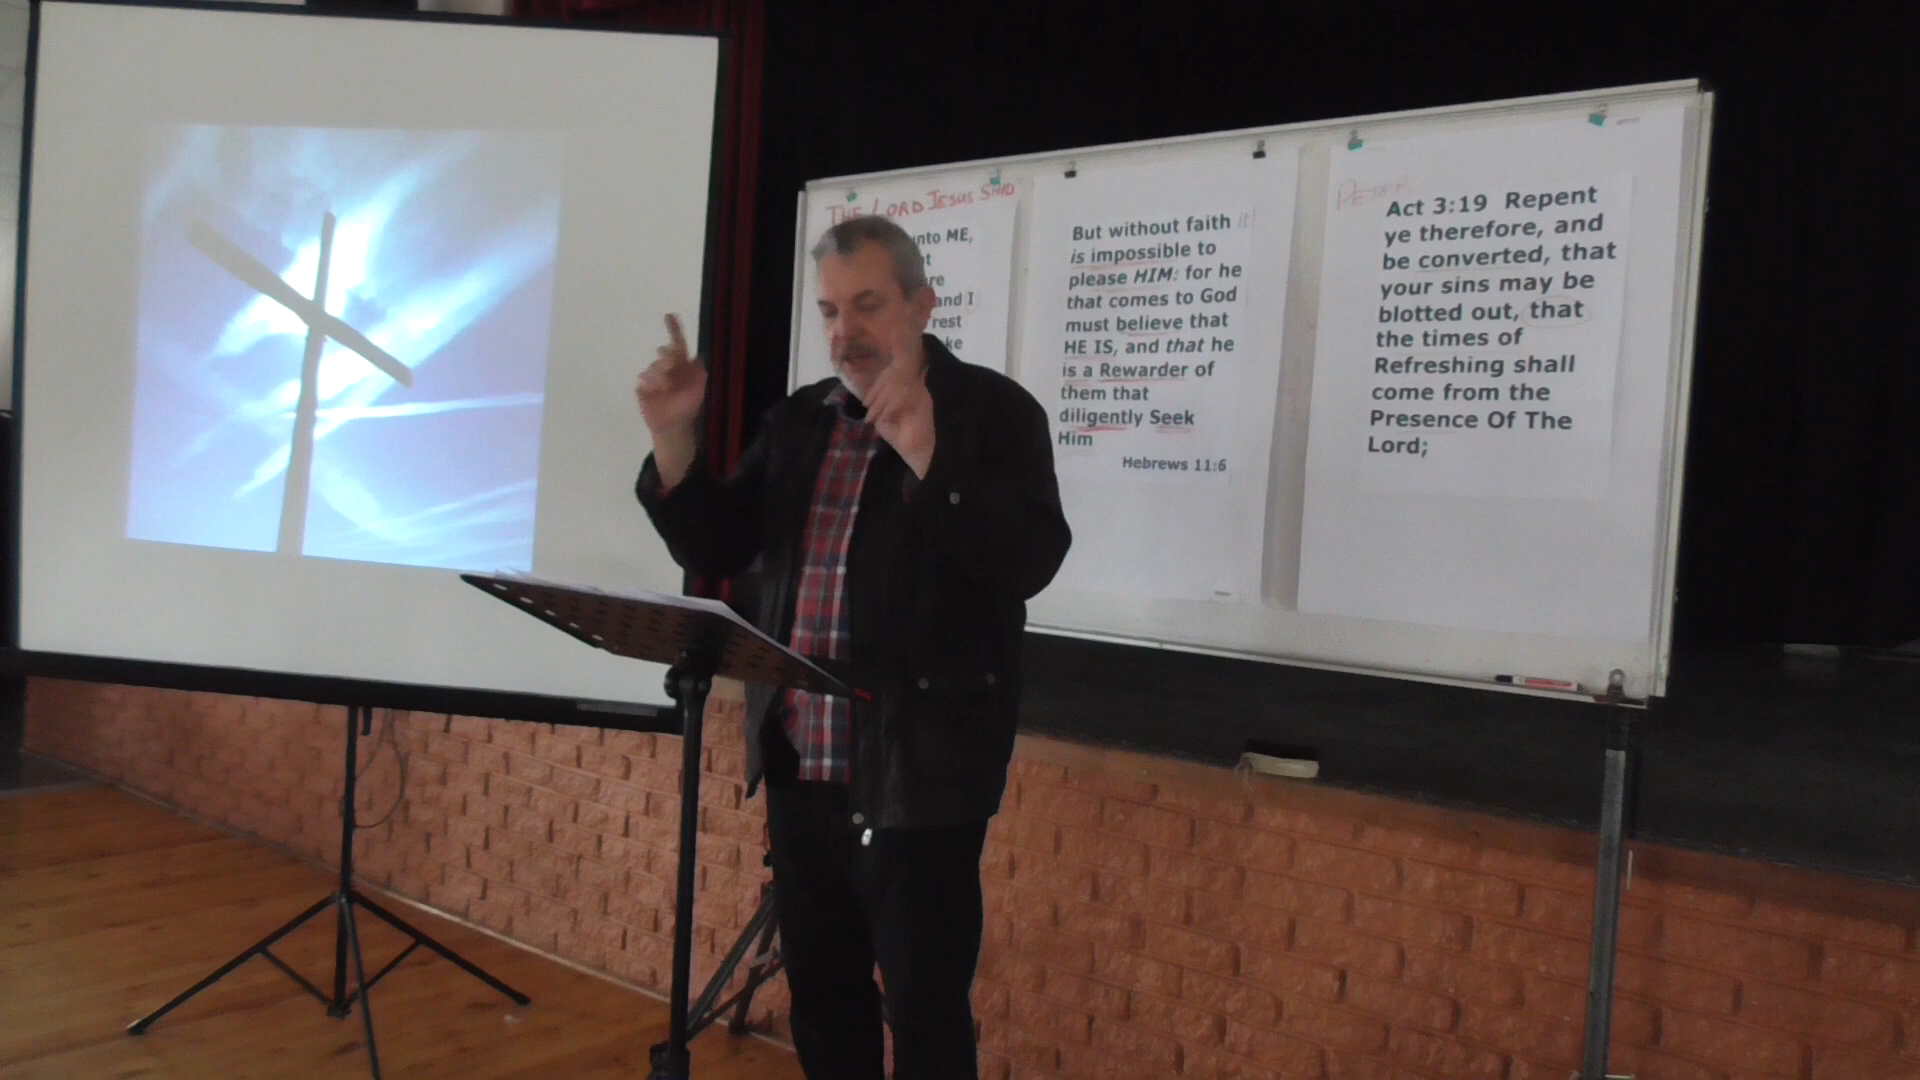 THE LORD JESUS SAID
unto ME,
and I
rest
But without faith it
is impossible to
please HIM: for he
that comes to God
must believe that
HE IS, and that he
is a Rewarder of
them that
diligently Seek
Him
Hebrews 11:6
PETER
Act 3:19 Repent
ye therefore, and
be converted, that
your sins may be
blotted out, that
the times of
Refreshing shall
come from the
Presence Of The
Lord;